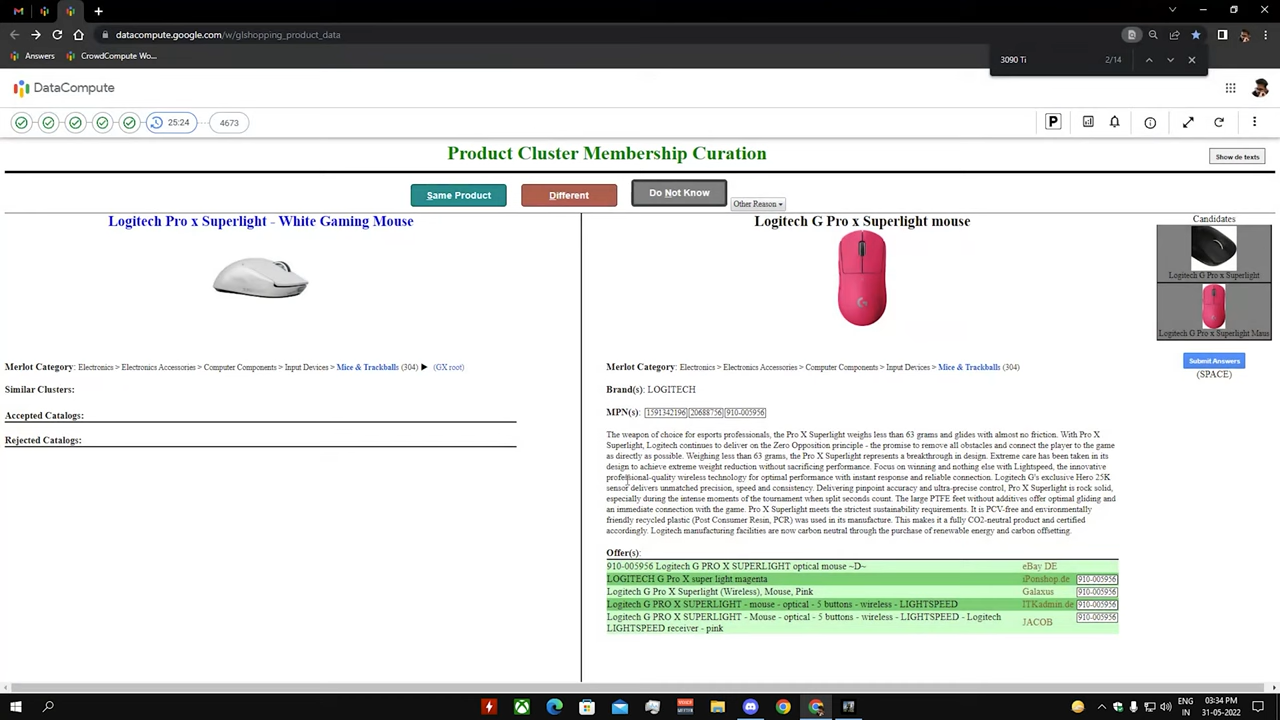 3090 Ti 2/14
datacompute.google.com/w/glshopping_product_data
Answers CrowdCompute Wo...
DataCompute
25:24 4673
P
Product Cluster Membership Curation
Show de texts
Same Product Different Do Not Know Other Reason
Logitech Pro x Superlight - White Gaming Mouse
Logitech G Pro x Superlight mouse
Candidates
Logitech G Pro x Superlight
Logitech G Pro x Superlight Maus
Submit Answers
(SPACE)
Merlot Category: Electronics > Electronics Accessories > Computer Components > Input Devices > Mice & Trackballs (304) ▶ (GX root)
Similar Clusters:
Accepted Catalogs:
Rejected Catalogs:
Merlot Category: Electronics > Electronics Accessories > Computer Components > Input Devices > Mice & Trackballs (304)
Brand(s): LOGITECH
MPN(s): 1591342196 20688756 910-005956
The weapon of choice for esports professionals, the Pro X Superlight weighs less than 63 grams and glides with almost no friction. With Pro X
Superlight, Logitech continues to deliver on the Zero Opposition principle - the promise to remove all obstacles and connect the player to the game
as directly as possible. Weighing less than 63 grams, the Pro X Superlight represents a breakthrough in design. Extreme care has been taken in its
design to achieve extreme weight reduction without sacrificing performance. Focus on winning and nothing else with Lightspeed, the innovative
professional-quality wireless technology for optimal performance with instant response and reliable connection. Logitech G's exclusive Hero 25K
sensor delivers unmatched precision, speed and consistency. Delivering pinpoint accuracy and ultra-precise control, Pro X Superlight is rock solid,
especially during the intense moments of the tournament when split seconds count. The large PTFE feet without additives offer optimal gliding and
an immediate connection with the game. Pro X Superlight meets the strictest sustainability requirements. It is PCV-free and environmentally
friendly recycled plastic (Post Consumer Resin, PCR) was used in its manufacture. This makes it a fully CO2-neutral product and certified
accordingly. Logitech manufacturing facilities are now carbon neutral through the purchase of renewable energy and carbon offsetting.
Offer(s):
910-005956 Logitech G PRO X SUPERLIGHT optical mouse ~D~ eBay DE
LOGITECH G Pro X super light magenta iPonshop.de 910-005956
Logitech G Pro X Superlight (Wireless), Mouse, Pink Galaxus 910-005956
Logitech G PRO X SUPERLIGHT - mouse - optical - 5 buttons - wireless - LIGHTSPEED ITKadmin.de 910-005956
Logitech G PRO X SUPERLIGHT - Mouse - optical - 5 buttons - wireless - LIGHTSPEED - Logitech
LIGHTSPEED receiver - pink JACOB 910-005956
ENG
IN
03:34 PM
31-05-2022